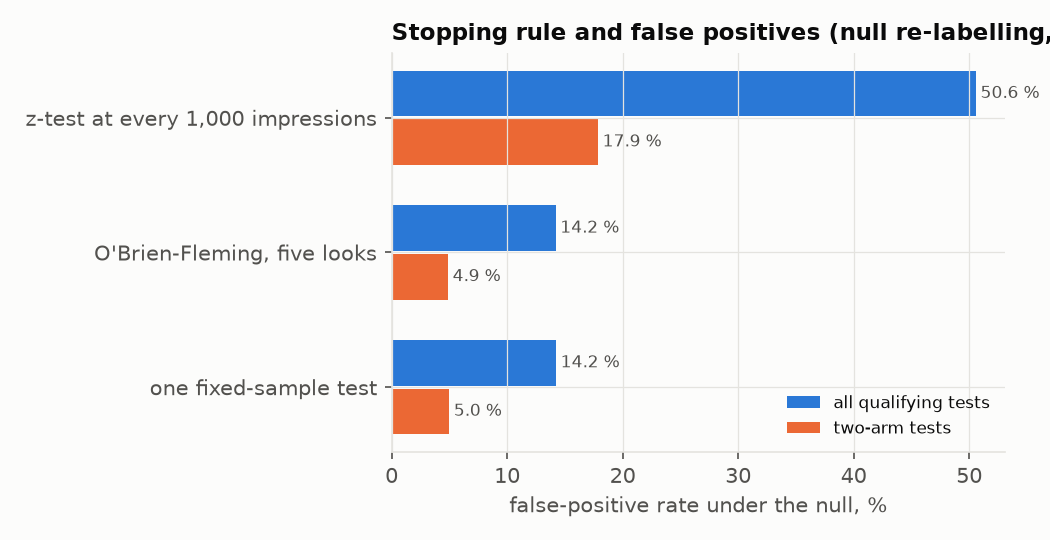 Stopping rule and false positives (null re-labelling,
z-test at every 1,000 impressions
50.6 %
17.9 %
O'Brien-Fleming, five looks
14.2 %
4.9 %
one fixed-sample test
14.2 %
5.0 %
all qualifying tests
two-arm tests
0 10 20 30 40 50
false-positive rate under the null, %